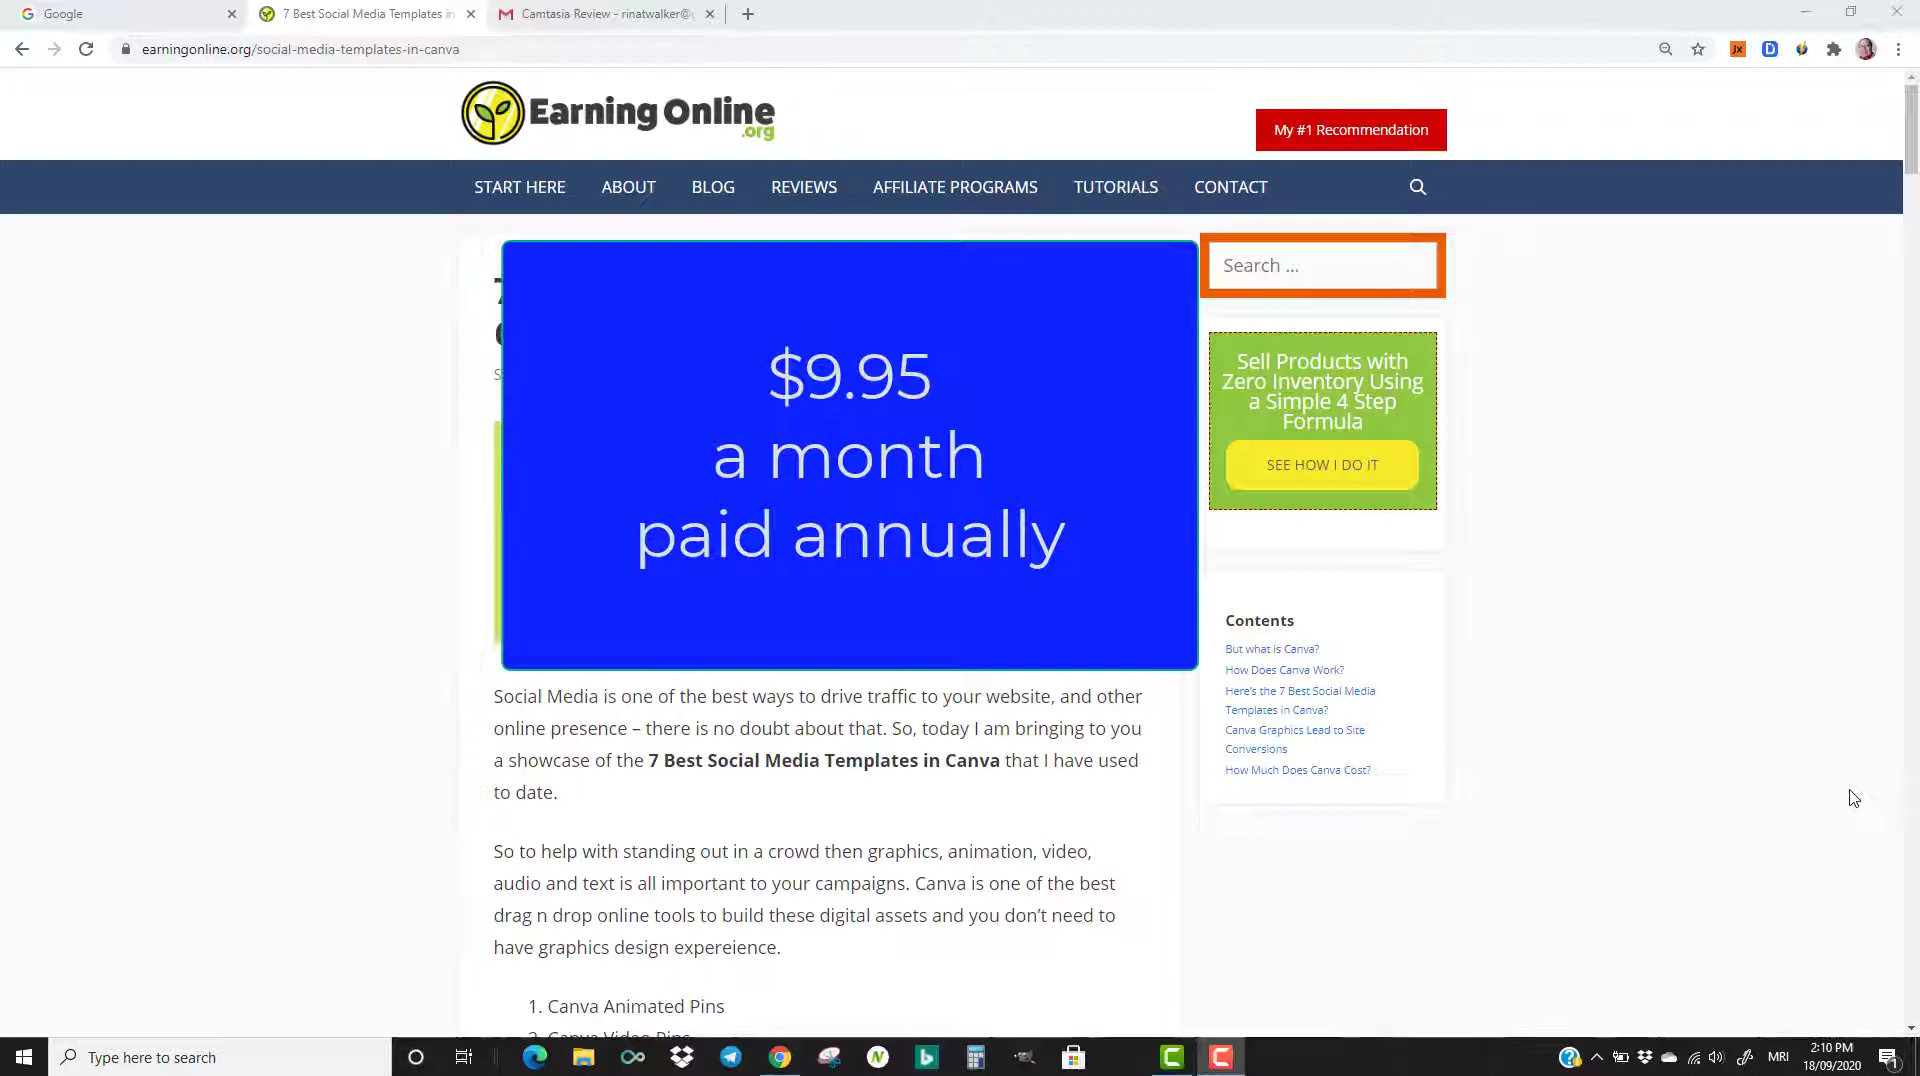 Google
7 Best Social Media Templates in
Camtasia Review - rinatwalker@
earningonline.org/social-media-templates-in-canva
Earning Online
.org
My #1 Recommendation
START HERE
ABOUT
BLOG
REVIEWS
AFFILIATE PROGRAMS
TUTORIALS
CONTACT
$9.95
a month
paid annually
Search ...
Sell Products with
Zero Inventory Using
a Simple 4 Step
Formula
SEE HOW I DO IT
Contents
But what is Canva?
How Does Canva Work?
Here's the 7 Best Social Media
Templates in Canva?
Canva Graphics Lead to Site
Conversions
How Much Does Canva Cost?
Social Media is one of the best ways to drive traffic to your website, and other
online presence – there is no doubt about that. So, today I am bringing to you
a showcase of the 7 Best Social Media Templates in Canva that I have used
to date.
So to help with standing out in a crowd then graphics, animation, video,
audio and text is all important to your campaigns. Canva is one of the best
drag n drop online tools to build these digital assets and you don't need to
have graphics design expereience.
1. Canva Animated Pins
2. Canva Video Pins
Type here to search
MRI
2:10 PM
18/09/2020